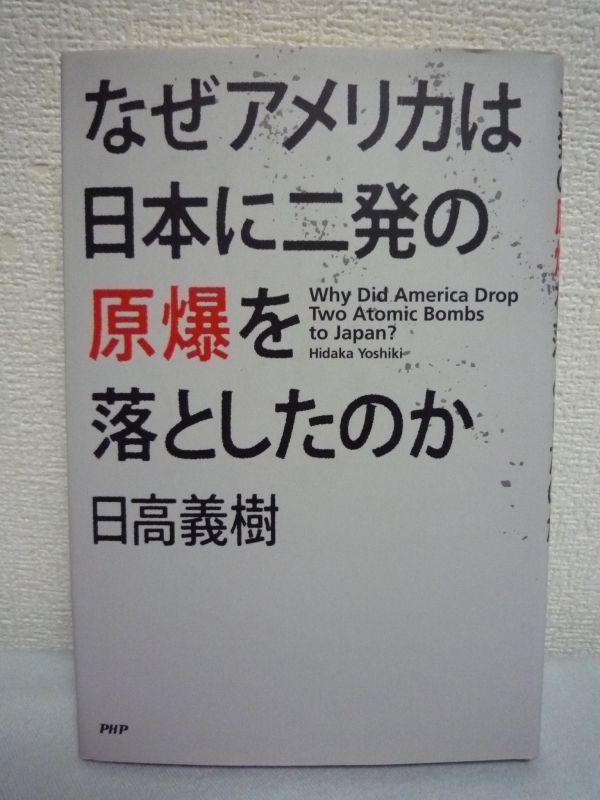 なぜアメリカは
日本に二発の
原爆を
Why Did America Drop
Two Atomic Bombs
to Japan?
Hidaka Yoshiki
落としたのか
日高義樹
PHP